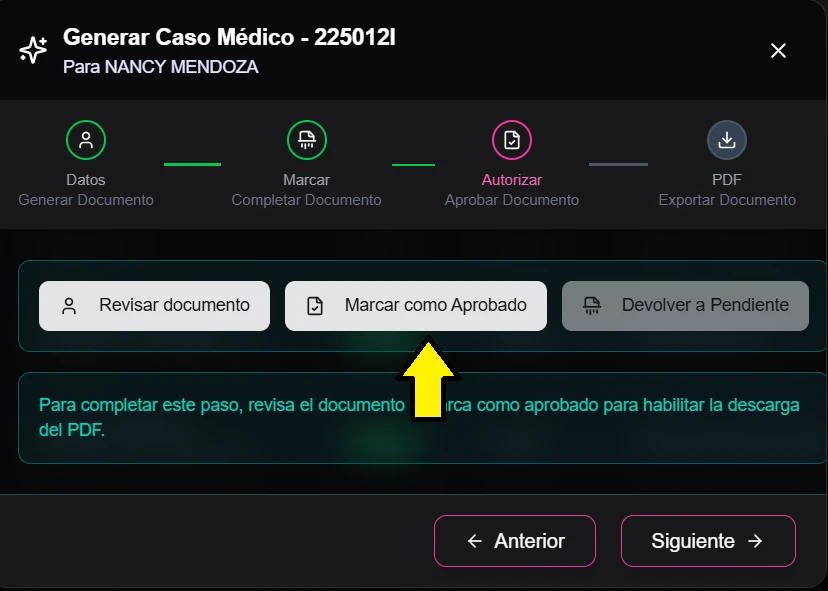 Generar Caso Médico - 225012I
Para NANCY MENDOZA
Datos
Generar Documento
Marcar
Completar Documento
Autorizar
Aprobar Documento
PDF
Exportar Documento
Revisar documento
Marcar como Aprobado
Devolver a Pendiente
Para completar este paso, revisa el documento rca como aprobado para habilitar la descarga
del PDF.
Anterior
Siguiente